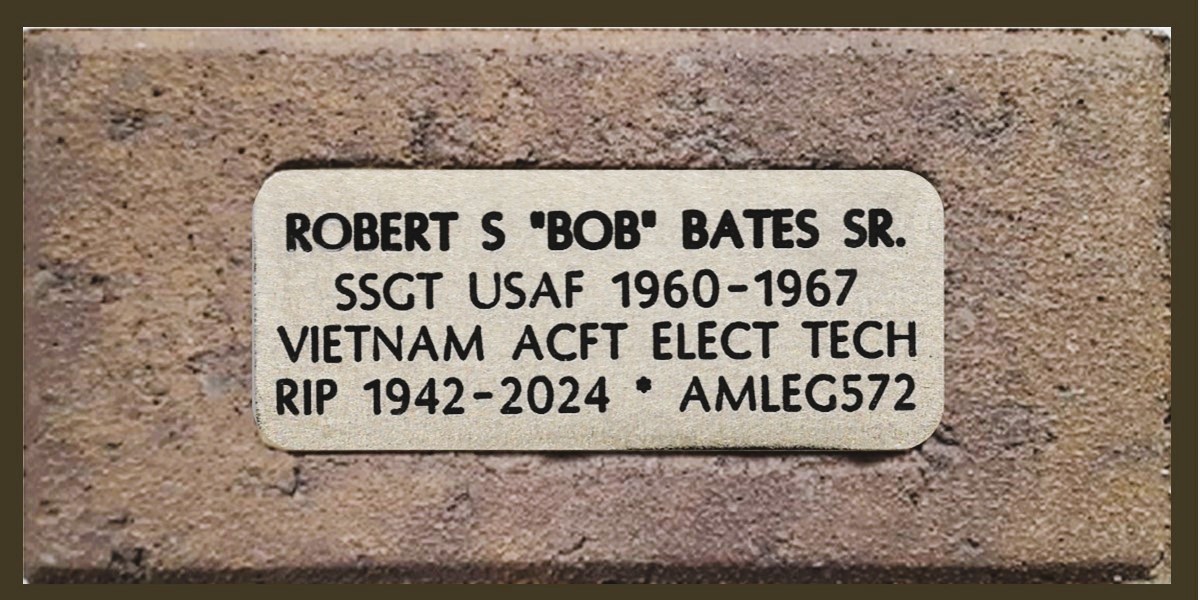 ROBERT S "BOB" BATES SR.
SSGT USAF 1960-1967
VIETNAM ACFT ELECT TECH
RIP 1942-2024 * AMLEG572